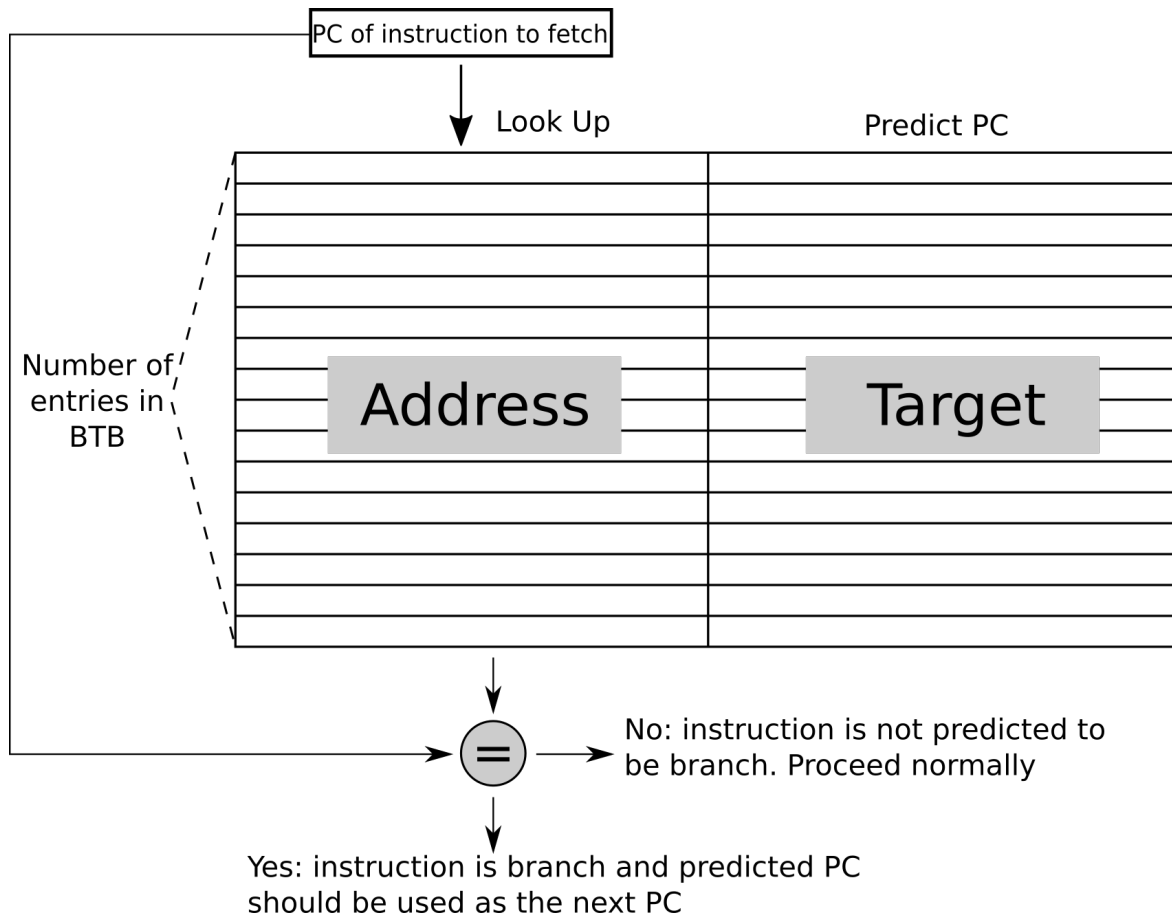 PC of instruction to fetch
Look Up
Predict PC
Number of
entries in
BTB
Address
Target
=
No: instruction is not predicted to
be branch. Proceed normally
Yes: instruction is branch and predicted PC
should be used as the next PC